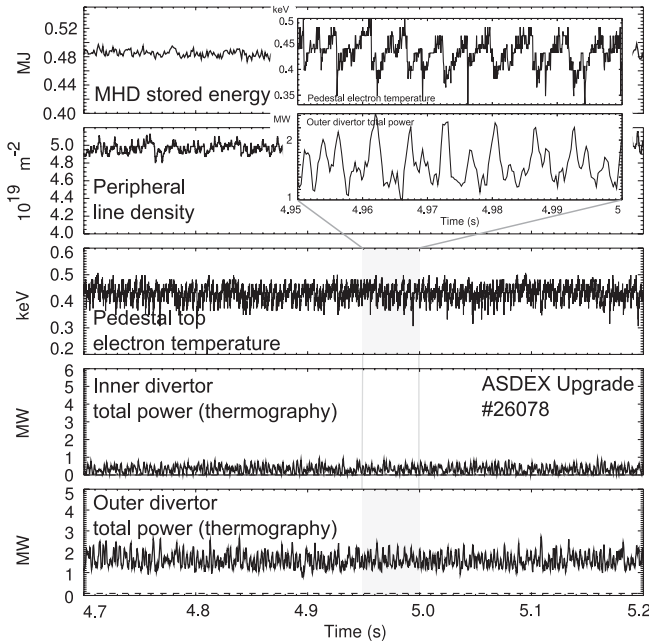 0.54
0.48
0.40
MJ
MHD stored energy
keV
0.5
0.45
0.4
0.35
Pedestal electron temperature
MW
2
1
Outer divertor total power
4.95 4.96 4.97 4.98 4.99 5
Time (s)
5.0
4.8
4.6
4.4
4.2
4.0
10^19 m^-2
Peripheral
line density
0.6
0.5
0.4
0.3
0.2
keV
Pedestal top
electron temperature
6
5
4
3
2
1
0
MW
Inner divertor
total power (thermography)
ASDEX Upgrade
#26078
5
4
3
2
1
0
MW
Outer divertor
total power (thermography)
4.7 4.8 4.9 5.0 5.1 5.2
Time (s)